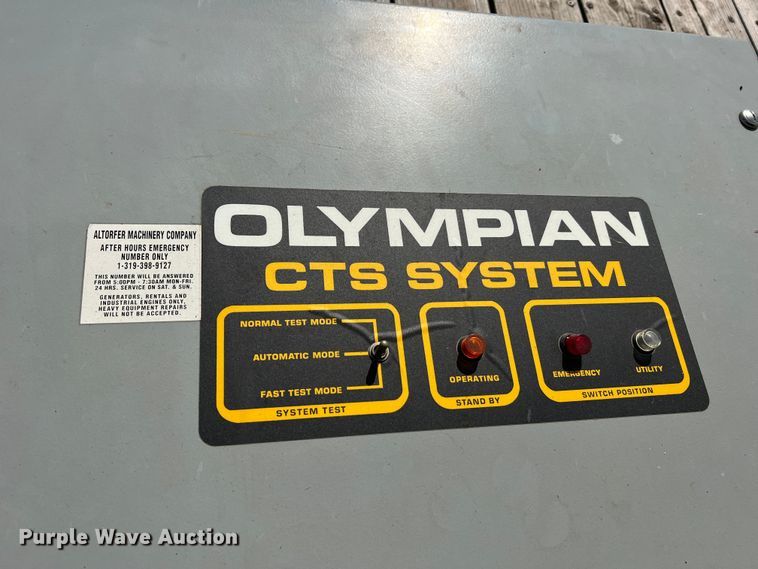 ALTORFER MACHINERY COMPANY
AFTER HOURS EMERGENCY
NUMBER ONLY
1-319-398-9127
THIS NUMBER WILL BE ANSWERED
FROM 5:00PM - 7:30AM MON-FRI.
24 HRS. SERVICE ON SAT. & SUN.
GENERATORS, RENTALS AND
INDUSTRIAL ENGINES ONLY,
HEAVY EQUIPMENT REPAIRS
WILL NOT BE ACCEPTED.
OLYMPIAN
CTS SYSTEM
NORMAL TEST MODE
AUTOMATIC MODE
FAST TEST MODE
SYSTEM TEST
OPERATING
STAND BY
EMERGENCY
UTILITY
SWITCH POSITION
Purple Wave Auction